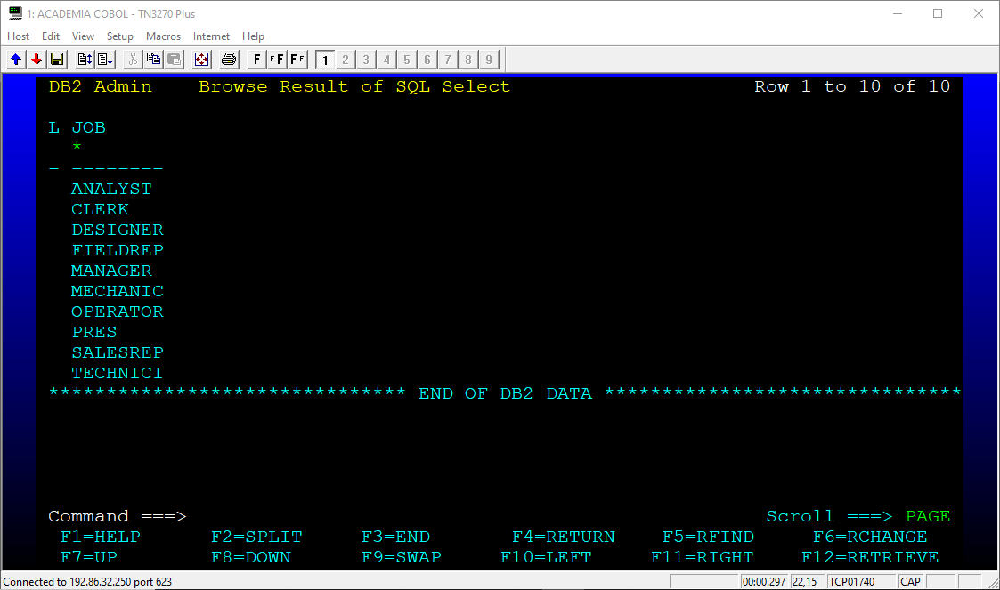 1: ACADEMIA COBOL - TN3270 Plus
Host Edit View Setup Macros Internet Help
F FF FF 1 2 3 4 5 6 7 8 9
DB2 Admin Browse Result of SQL Select Row 1 to 10 of 10
L JOB
*
- --------
ANALYST
CLERK
DESIGNER
FIELDREP
MANAGER
MECHANIC
OPERATOR
PRES
SALESREP
TECHNICI
******************************* END OF DB2 DATA *******************************
Command ===> Scroll ===> PAGE
F1=HELP F2=SPLIT F3=END F4=RETURN F5=RFIND F6=RCHANGE
F7=UP F8=DOWN F9=SWAP F10=LEFT F11=RIGHT F12=RETRIEVE
Connected to 192.86.32.250 port 623 00:00.297 22,15 TCP01740 CAP